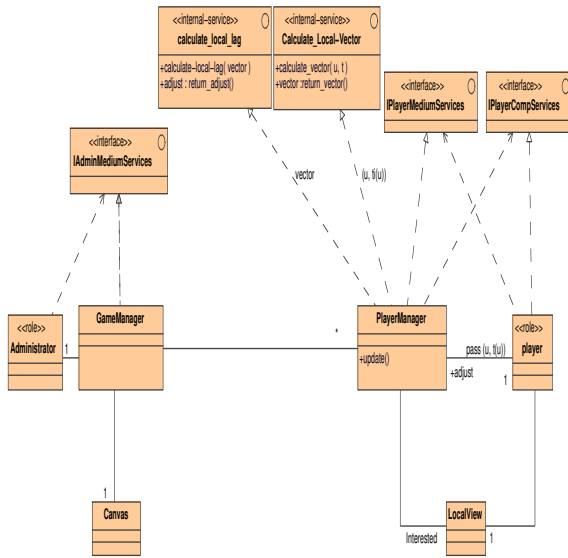 <<internal-service>>
calculate_local_lag
+calculate-local-lag( vector )
+adjust : return_adjust()
<<internal-service>>
Calculate_Local-Vector
+calculate_vector( u, t )
+vector :return_vector()
<<interface>>
IPlayerMediumServices
<<interface>>
IPlayerCompServices
<<interface>>
IAdminMediumServices
vector
(u, ti(u))
<<role>>
Administrator
1
GameManager
*
PlayerManager
+update()
pass (u, t(u))
+adjust
1
<<role>>
player
1
Canvas
LocalView
Interested
1